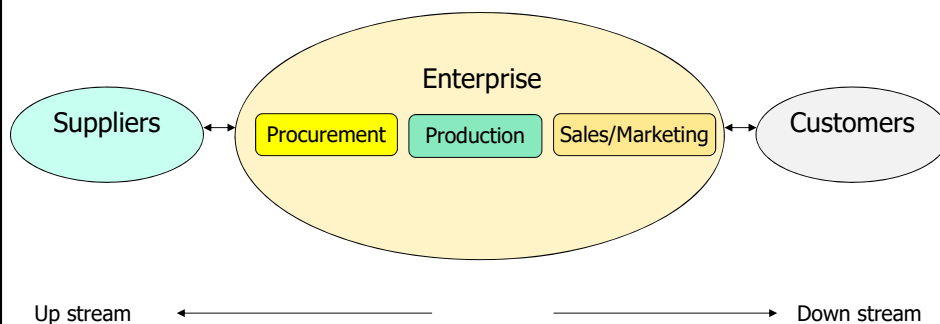 Enterprise
Suppliers
Procurement
Production
Sales/Marketing
Customers
Up stream
Down stream